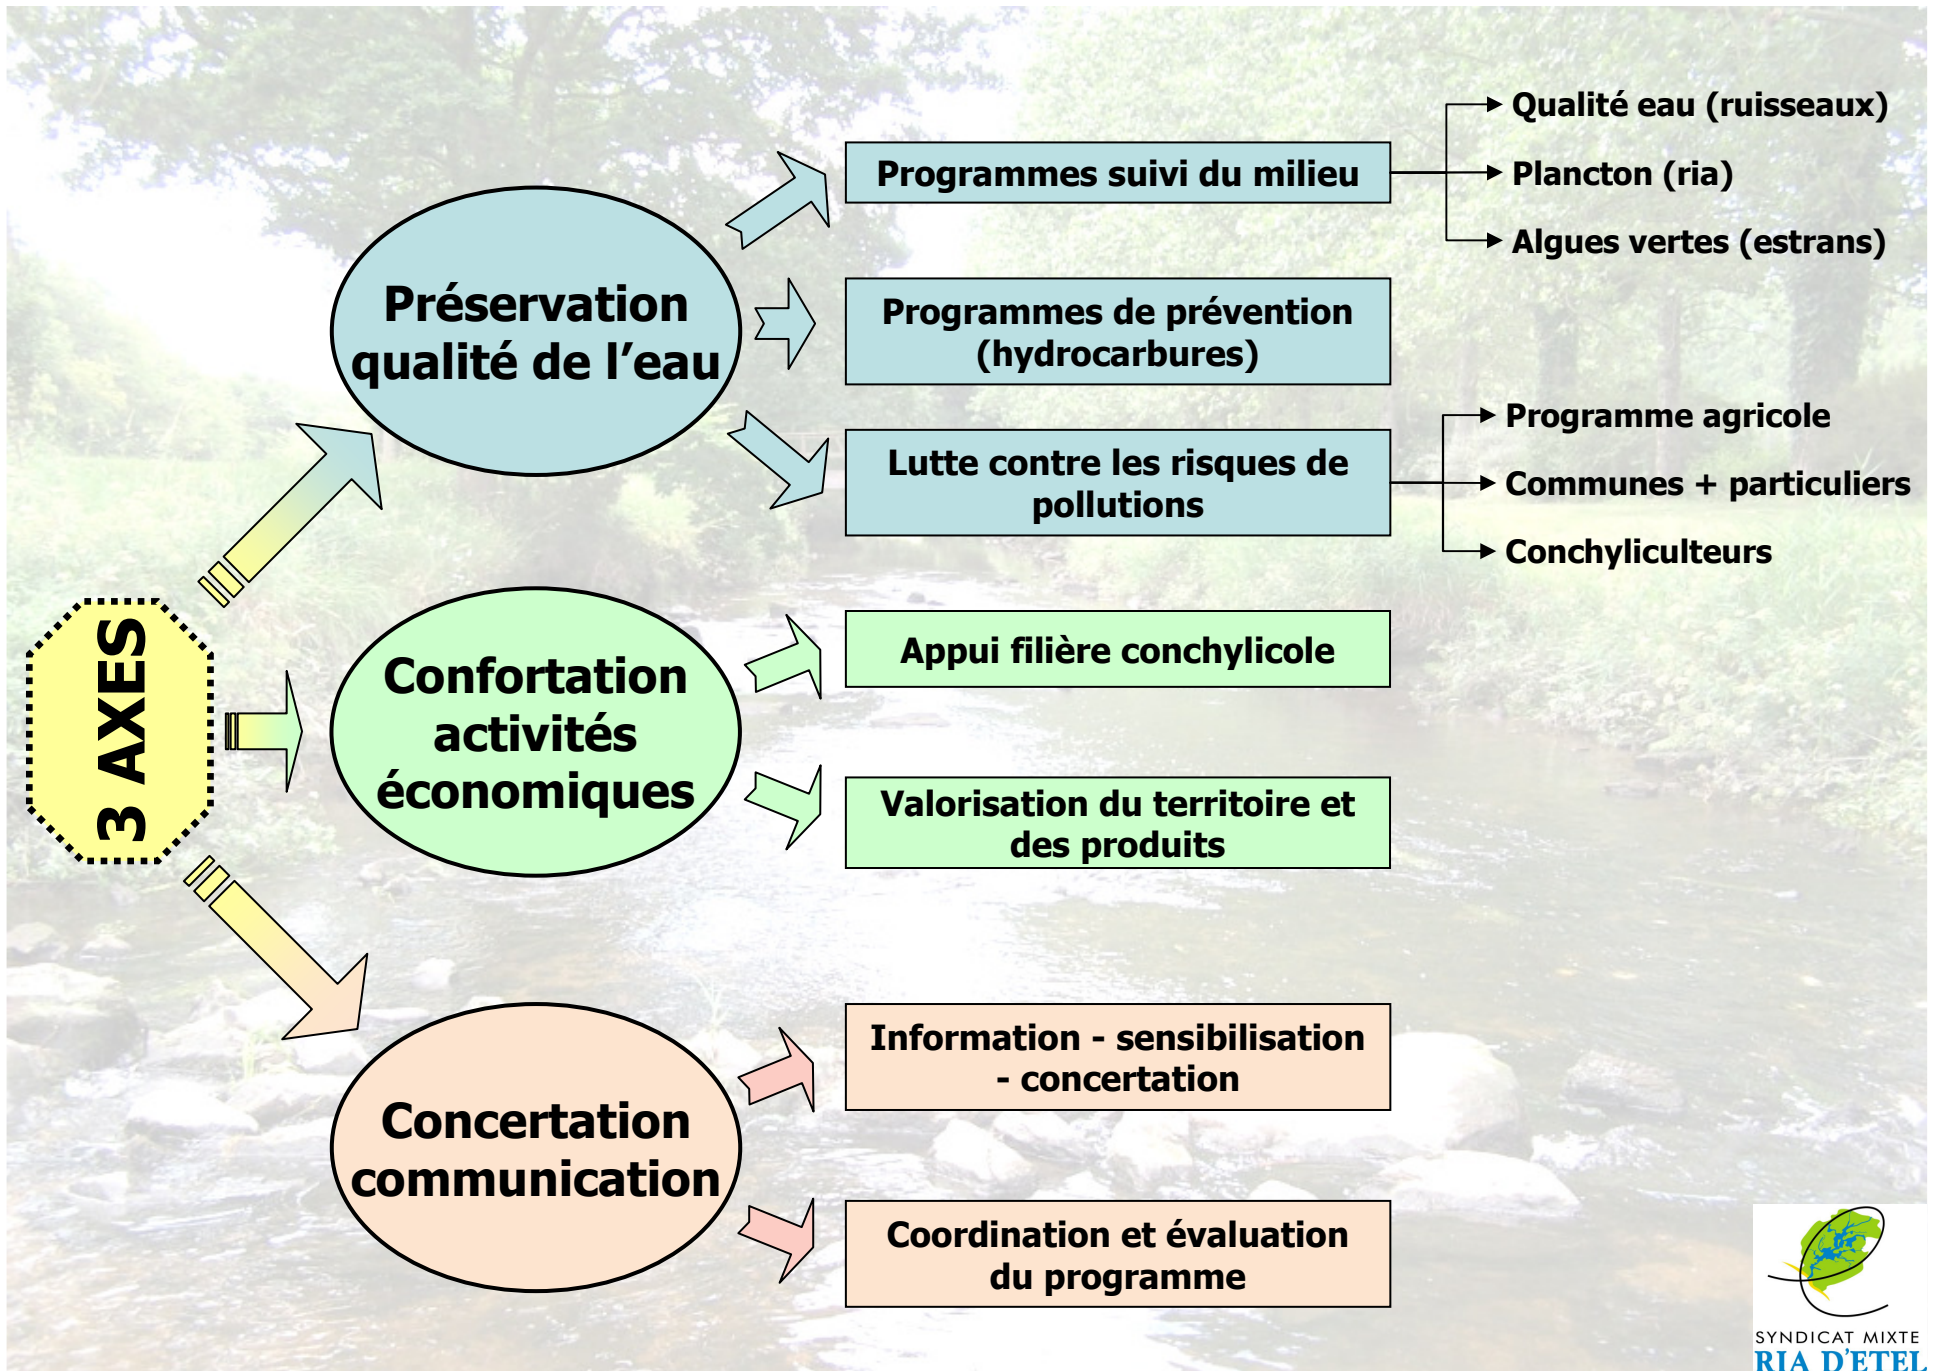 3 AXES
Préservation
qualité de l’eau
Programmes suivi du milieu
Qualité eau (ruisseaux)
Plancton (ria)
Algues vertes (estrans)
Programmes de prévention
(hydrocarbures)
Lutte contre les risques de
pollutions
Programme agricole
Communes + particuliers
Conchyliculteurs
Confortation
activités
économiques
Appui filière conchylicole
Valorisation du territoire et
des produits
Concertation
communication
Information - sensibilisation
- concertation
Coordination et évaluation
du programme
SYNDICAT MIXTE
RIA D'ETEL